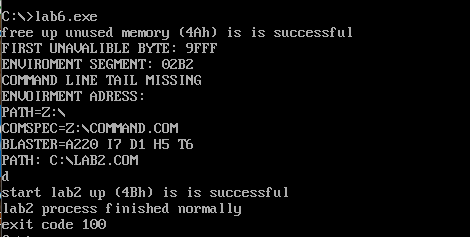 C:\>lab6.exe
free up unused memory (4Ah) is is successful
FIRST UNAVALIBLE BYTE: 9FFF
ENVIROMENT SEGMENT: 02B2
COMMAND LINE TAIL MISSING
ENVOIRMENT ADRESS:
PATH=Z:\
COMSPEC=Z:\COMMAND.COM
BLASTER=A220 I7 D1 H5 T6
PATH: C:\LAB2.COM
d
start lab2 up (4Bh) is is successful
lab2 process finished normally
exit code 100